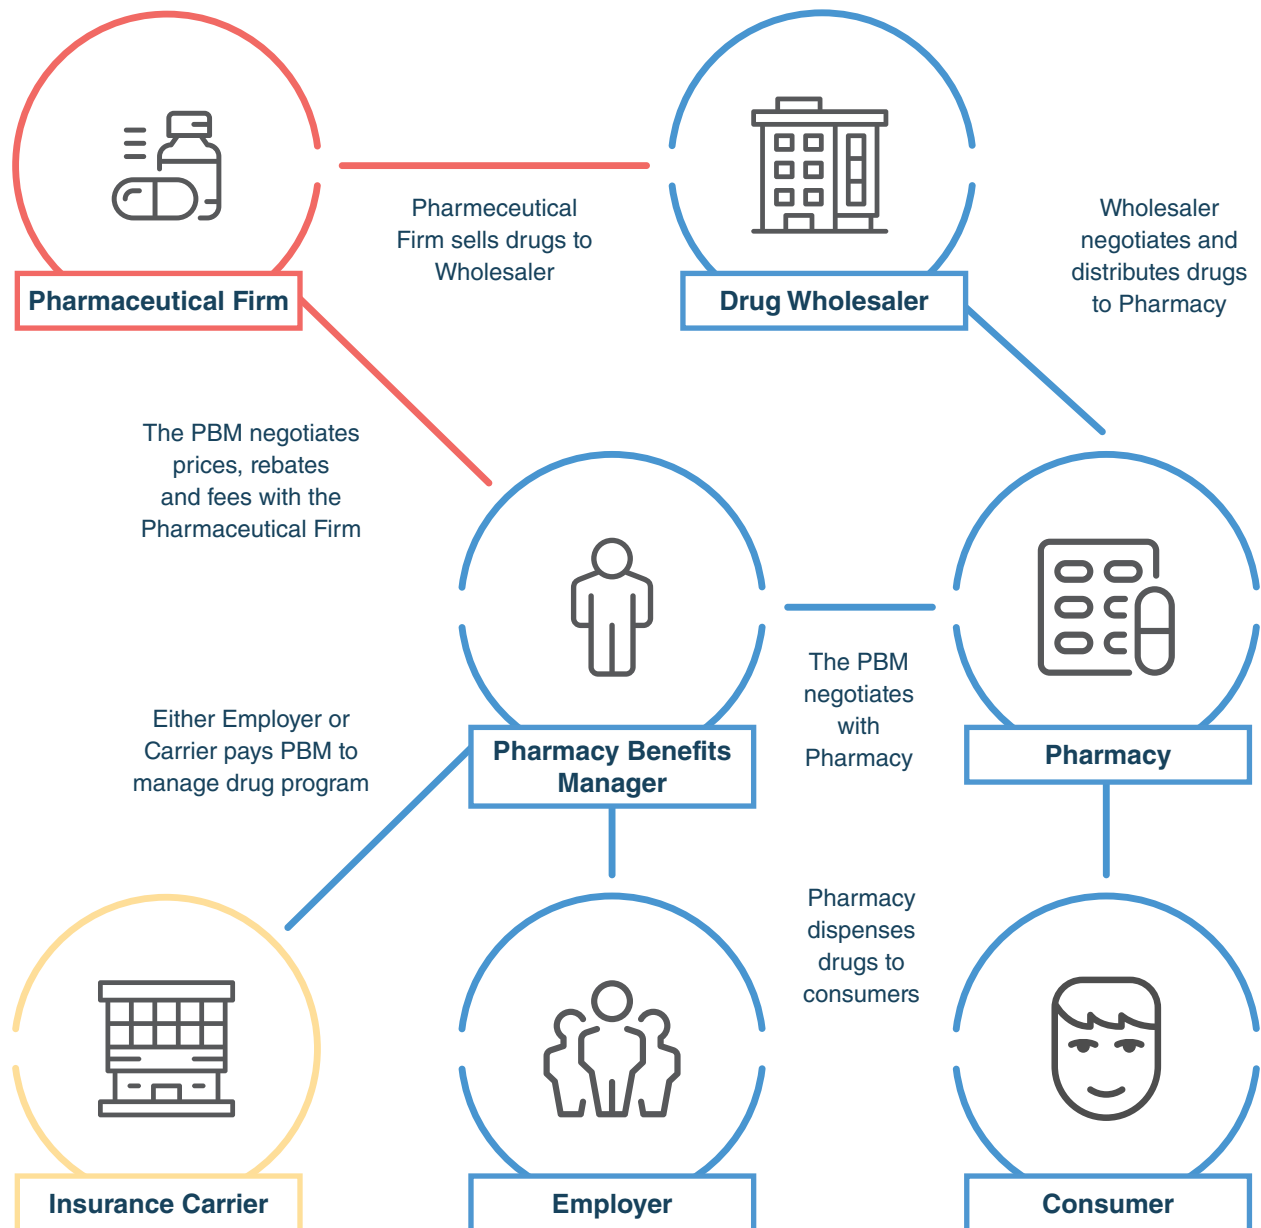 Pharmeceutical
Firm sells drugs to
Wholesaler
Wholesaler
negotiates and
distributes drugs
to Pharmacy
Pharmaceutical Firm
Drug Wholesaler
The PBM negotiates
prices, rebates
and fees with the
Pharmaceutical Firm
The PBM
negotiates
with
Pharmacy
Either Employer or
Carrier pays PBM to
manage drug program
Pharmacy Benefits
Manager
Pharmacy
Pharmacy
dispenses
drugs to
consumers
Insurance Carrier
Employer
Consumer